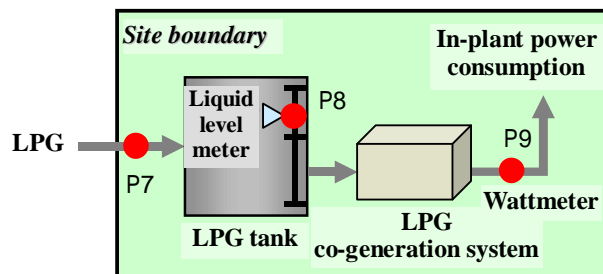 Site boundary
In-plant power
consumption
Liquid
level
meter
P8
LPG
P7
P9
Wattmeter
LPG tank
LPG
co-generation system